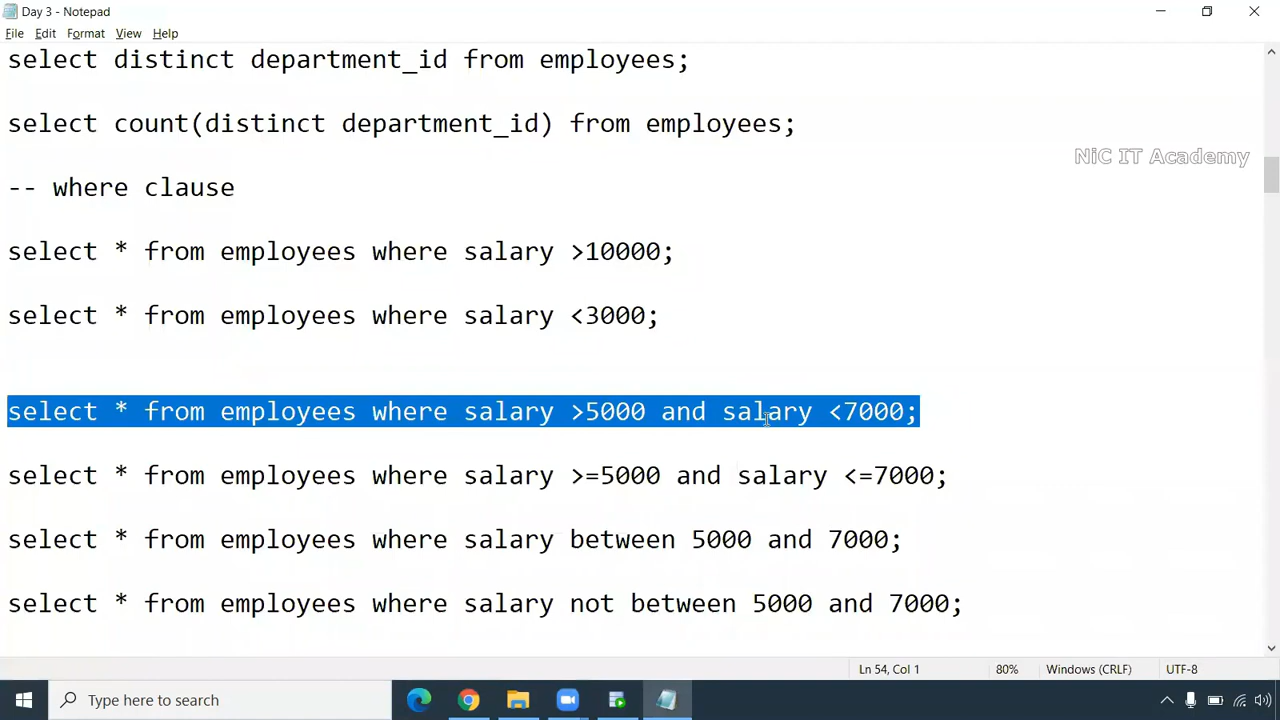 Day 3 - Notepad
File Edit Format View Help
select distinct department_id from employees;
select count(distinct department_id) from employees;
NiC IT Academy
-- where clause
select * from employees where salary >10000;
select * from employees where salary <3000;
select * from employees where salary >5000 and salary <7000;
select * from employees where salary >=5000 and salary <=7000;
select * from employees where salary between 5000 and 7000;
select * from employees where salary not between 5000 and 7000;
Ln 54, Col 1 80% Windows (CRLF) UTF-8
Type here to search